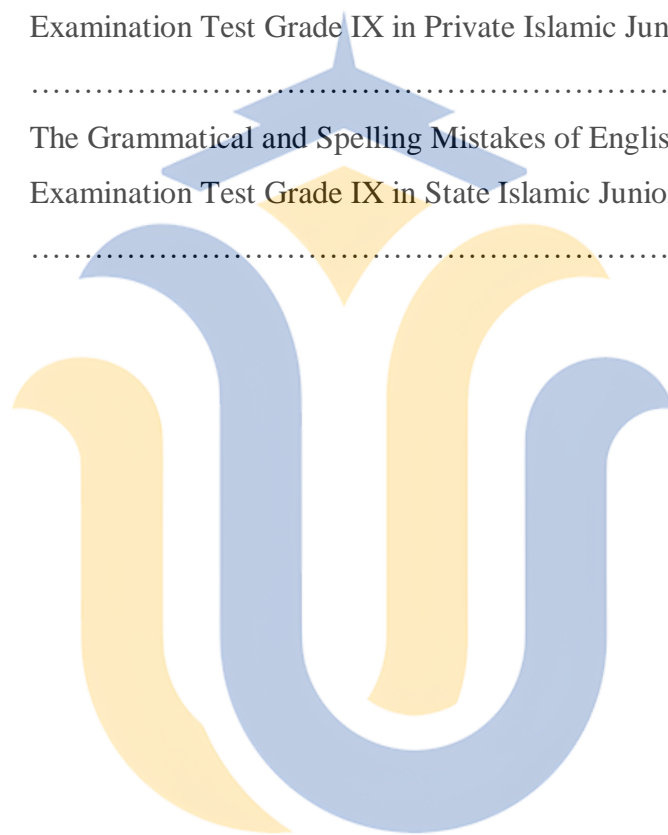 Examination Test Grade IX in Private Islamic Jun
……………………………………………………………
The Grammatical and Spelling Mistakes of Englis
Examination Test Grade IX in State Islamic Junio
……………………………………………………………